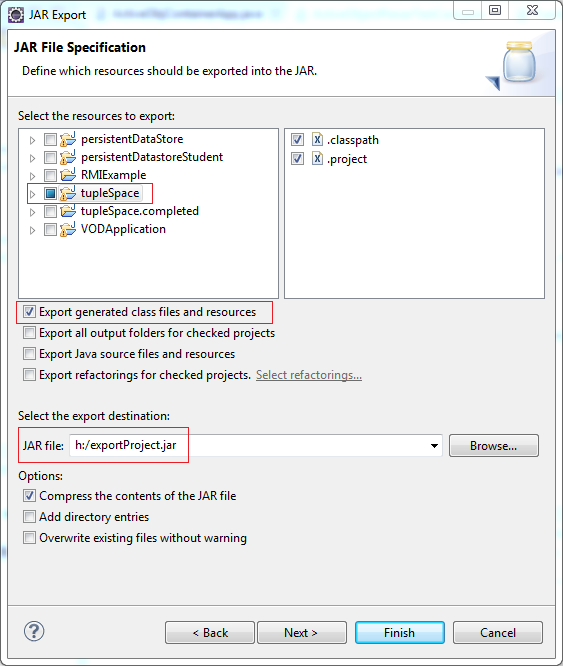 JAR Export
JAR File Specification
Define which resources should be exported into the JAR.
Select the resources to export:
persistentDataStore
persistentDatastoreStudent
RMIExample
tupleSpace
tupleSpace.completed
VODApplication
.classpath
.project
Export generated class files and resources
Export all output folders for checked projects
Export Java source files and resources
Export refactorings for checked projects. Select refactorings...
Select the export destination:
JAR file: h:/exportProject.jar Browse...
Options:
Compress the contents of the JAR file
Add directory entries
Overwrite existing files without warning
? < Back Next > Finish Cancel